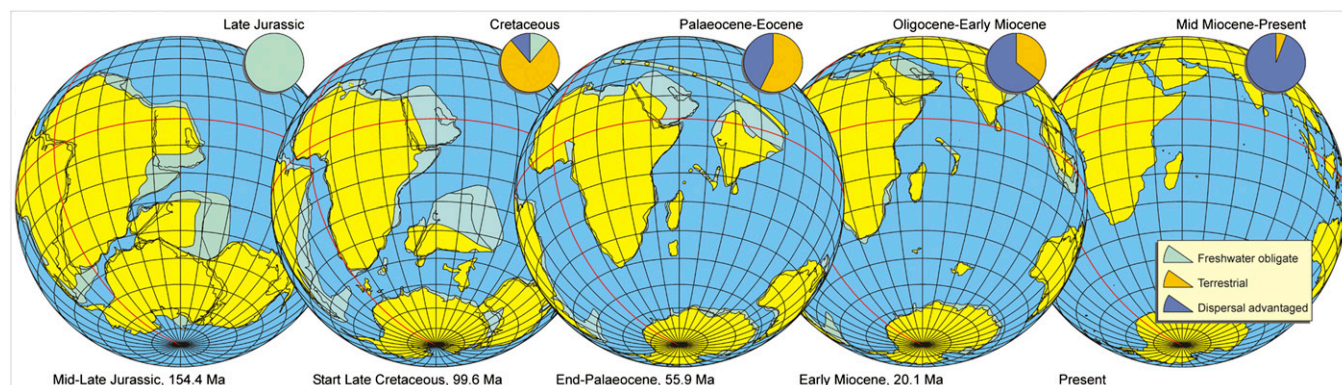 Late Jurassic
Cretaceous
Palaeocene-Eocene
Oligocene-Early Miocene
Mid Miocene-Present
Freshwater obligate
Terrestrial
Dispersal advantaged
Mid-Late Jurassic, 154.4 Ma
Start Late Cretaceous, 99.6 Ma
End-Palaeocene, 55.9 Ma
Early Miocene, 20.1 Ma
Present